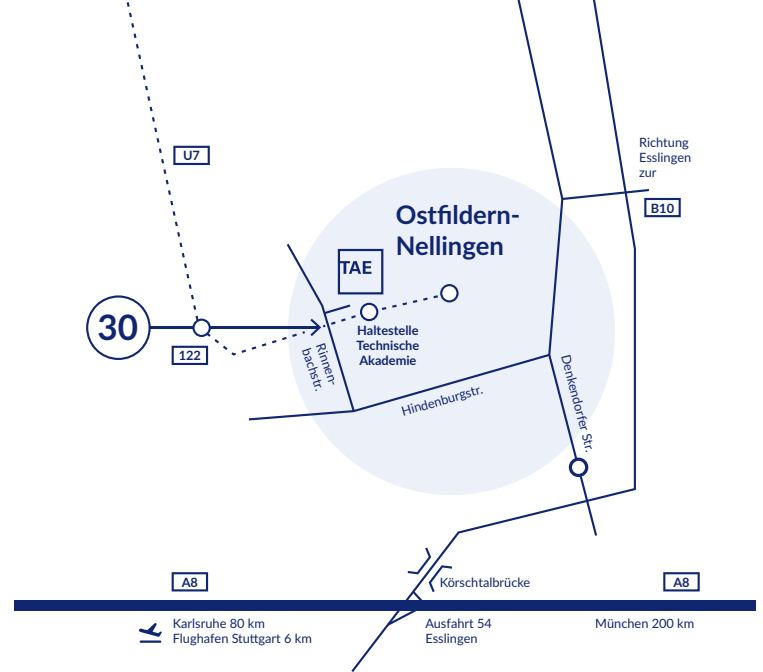 Richtung
Esslingen
zur
B10
U7
Ostfildern-
Nellingen
TAE
30
122
Haltestelle
Technische
Akademie
Rinnen-
bachstr.
Hindenburgstr.
Denkendorfer Str.
A8
Körschtalbrücke
A8
Karlsruhe 80 km
Flughafen Stuttgart 6 km
Ausfahrt 54
Esslingen
München 200 km